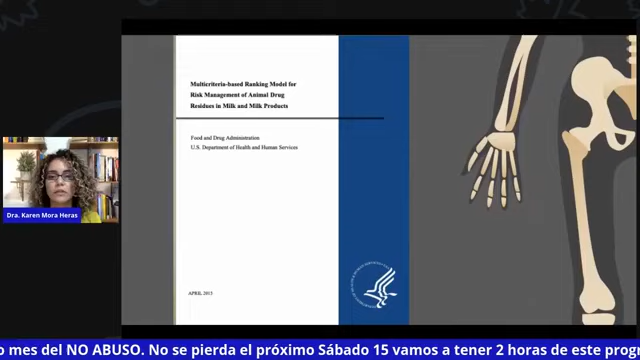 Multicriteria-based Ranking Model for
Risk Management of Animal Drug
Residues in Milk and Milk Products
Food and Drug Administration
U.S. Department of Health and Human Services
Dra. Karen Mora Heras
APRIL 2015
o mes del NO ABUSO. No se pierda el próximo Sábado 15 vamos a tener 2 horas de este prog